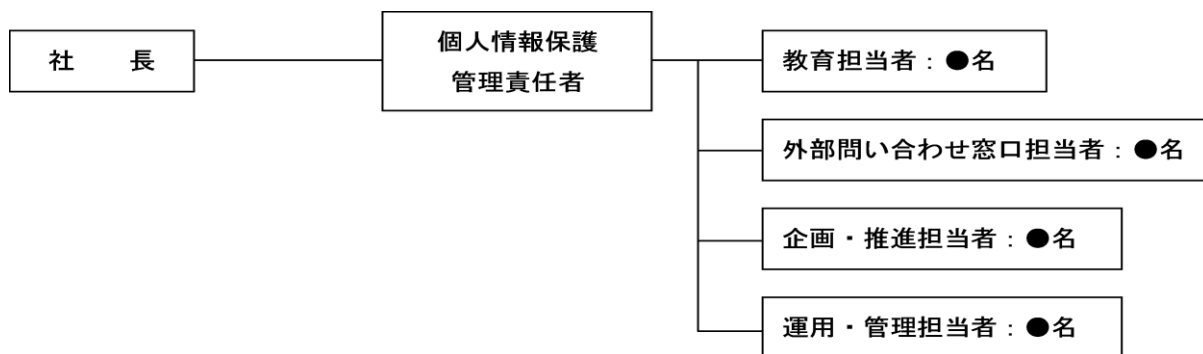 社　　長
個人情報保護
管理責任者
教育担当者：●名
外部問い合わせ窓口担当者：●名
企画・推進担当者：●名
運用・管理担当者：●名